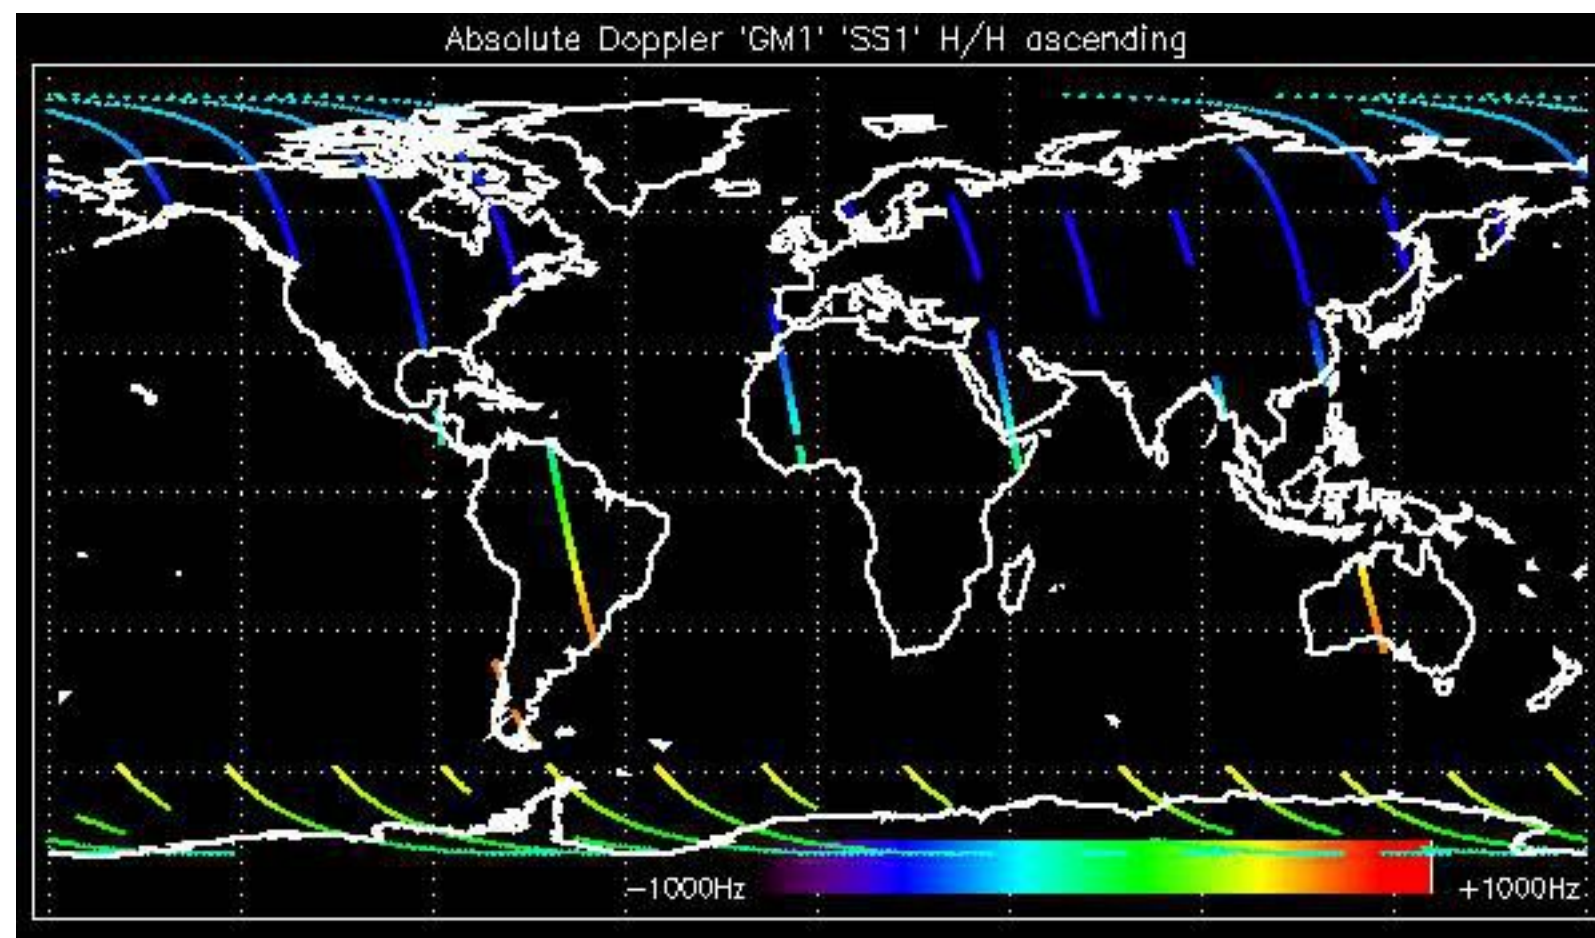 Absolute Doppler 'GM1' 'SS1' H/H ascending
-1000Hz
+1000Hz